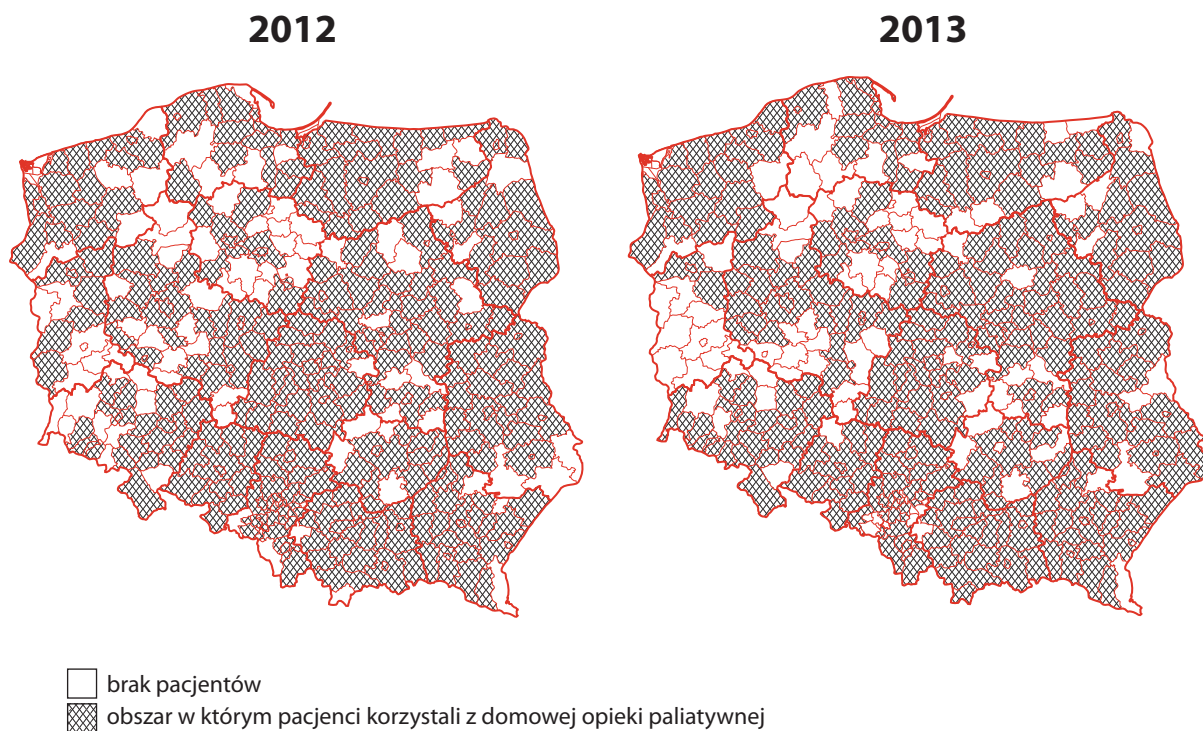 2012
2013
brak pacjentów
obszar w którym pacjenci korzystali z domowej opieki paliatywnej